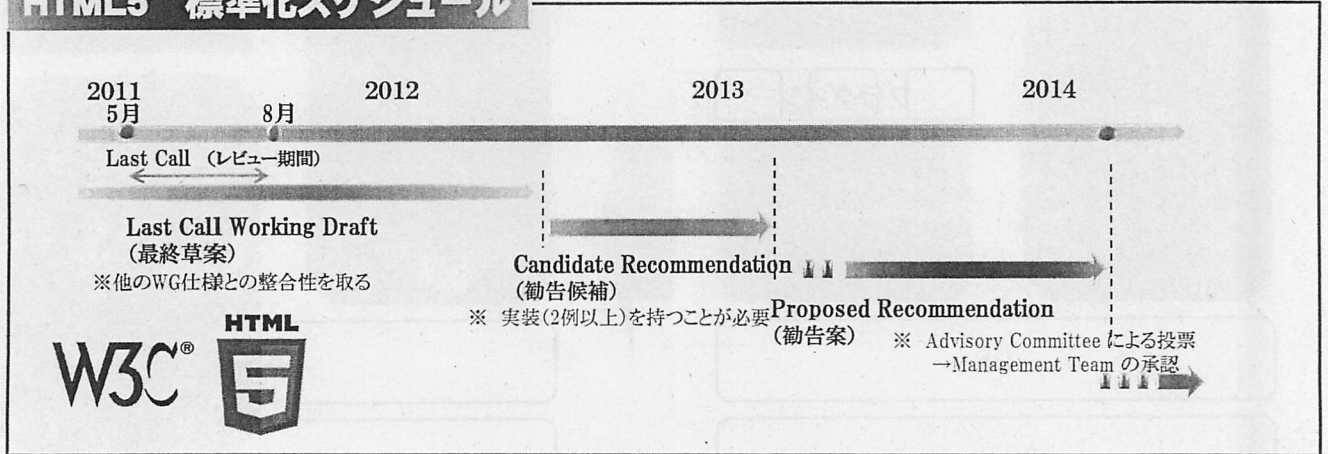 HTML5 標準化スケジュール
2011
5月
8月
2012
2013
2014
Last Call （レビュー期間）
Last Call Working Draft
（最終草案）
※他のWG仕様との整合性を取る
Candidate Recommendation
（勧告候補）
※ 実装（2例以上）を持つことが必要
Proposed Recommendation
（勧告案）
※ Advisory Committee による投票
→Management Team の承認
W3C®
HTML
5